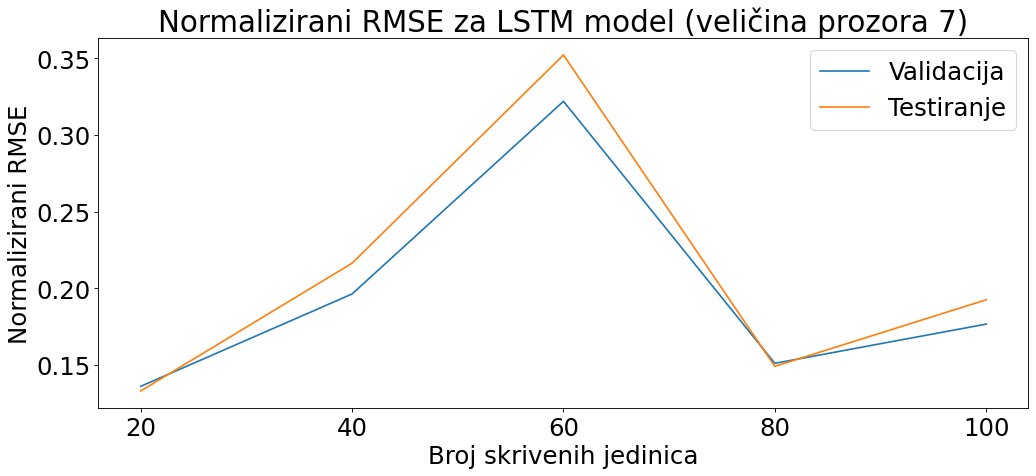 Normalizirani RMSE za LSTM model (veličina prozora 7)
Validacija
Testiranje
Normalizirani RMSE
0.35
0.30
0.25
0.20
0.15
20 40 60 80 100
Broj skrivenih jedinica